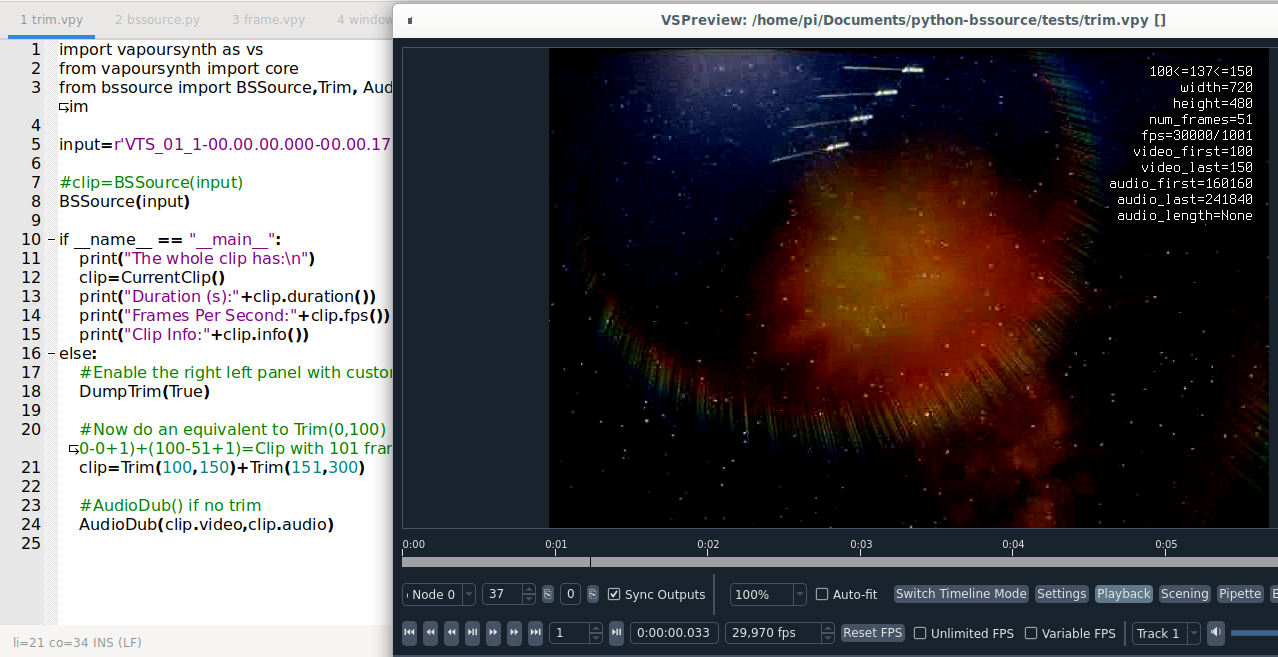 1 trim.vpy 2 bssource.py 3 frame.vpy 4 window
VSPreview: /home/pi/Documents/python-bssource/tests/trim.vpy []
1 import vapoursynth as vs
2 from vapoursynth import core
3 from bssource import BSSource,Trim, Aud
im
4
5 input=r'VTS_01_1-00.00.00.000-00.00.17
6
7 #clip=BSSource(input)
8 BSSource(input)
9
10 if __name__ == "__main__":
11 print("The whole clip has:\n")
12 clip=CurrentClip()
13 print("Duration (s):"+clip.duration())
14 print("Frames Per Second:"+clip.fps())
15 print("Clip Info:"+clip.info())
16 else:
17 #Enable the right left panel with custo
18 DumpTrim(True)
19
20 #Now do an equivalent to Trim(0,100)
0-0+1)+(100-51+1)=Clip with 101 fra
21 clip=Trim(100,150)+Trim(151,300)
22
23 #AudioDub() if no trim
24 AudioDub(clip.video,clip.audio)
25
li=21 co=34 INS (LF)
100<=137<=150
width=720
height=480
num_frames=51
fps=30000/1001
video_first=100
video_last=150
audio_first=160160
audio_last=241840
audio_length=None
0:00 0:01 0:02 0:03 0:04 0:05
Node 0 37 0 Sync Outputs 100% Auto-fit Switch Timeline Mode Settings Playback Scening Pipette
1 0:00:00.033 29,970 fps Reset FPS Unlimited FPS Variable FPS Track 1